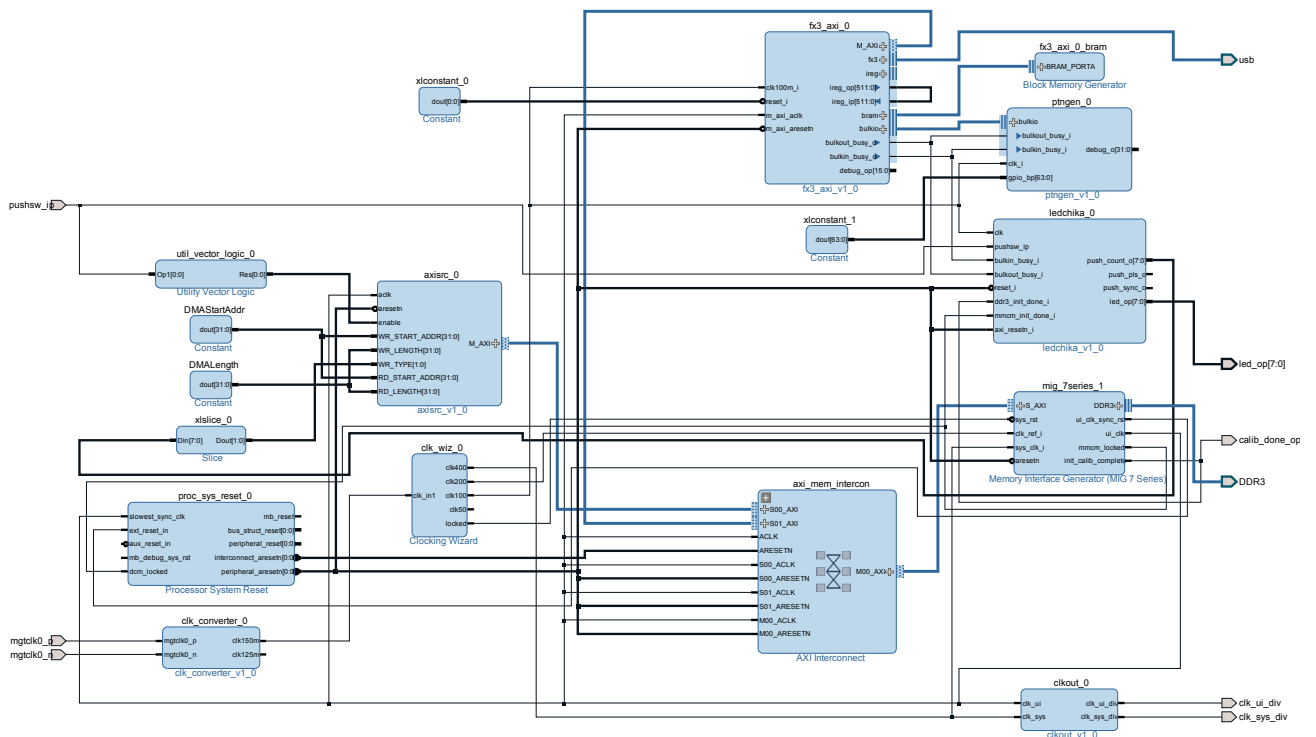 fx3_axi_0
M_AXI
fx3
ireg
clk100m_i
ireg_op[511:0]
reset_i
ireg_ip[511:0]
m_axi_aclk
bram
m_axi_aresetn
bulkio
bulkout_busy_o
bulkin_busy_o
debug_op[15:0]
fx3_axi_v1_0
fx3_axi_0_bram
BRAM_PORTA
Block Memory Generator
usb
xlconstant_0
dout[0:0]
Constant
ptngen_0
bulkio
bulkout_busy_i
bulkin_busy_i
debug_o[31:0]
clk_i
gpio_bp[63:0]
ptngen_v1_0
pushsw_ip
xlconstant_1
dout[63:0]
Constant
ledchika_0
clk
pushsw_ip
bulkin_busy_i
push_count_o[7:0]
bulkout_busy_i
push_pls_o
reset_i
push_sync_o
ddr3_init_done_i
led_op[7:0]
mmcm_init_done_i
axi_resetn_i
ledchika_v1_0
util_vector_logic_0
Op1[0:0]
Res[0:0]
Utility Vector Logic
axisrc_0
aclk
aresetn
enable
WR_START_ADDR[31:0]
M_AXI
WR_LENGTH[31:0]
WR_TYPE[1:0]
RD_START_ADDR[31:0]
RD_LENGTH[31:0]
axisrc_v1_0
DMAStartAddr
dout[31:0]
Constant
DMALength
dout[31:0]
Constant
led_op[7:0]
xlslice_0
Din[7:0]
Dout[1:0]
Slice
mig_7series_1
S_AXI
DDR3
sys_rst
ui_clk_sync_rst
clk_ref_i
ui_clk
sys_clk_i
mmcm_locked
aresetn
init_calib_complete
Memory Interface Generator (MIG 7 Series)
calib_done_op
DDR3
clk_wiz_0
clk400
clk200
clk_in1
clk100
clk50
locked
Clocking Wizard
proc_sys_reset_0
slowest_sync_clk
mb_reset
ext_reset_in
bus_struct_reset[0:0]
aux_reset_in
peripheral_reset[0:0]
mb_debug_sys_rst
interconnect_aresetn[0:0]
dcm_locked
peripheral_aresetn[0:0]
Processor System Reset
axi_mem_intercon
S00_AXI
S01_AXI
ACLK
ARESETN
S00_ACLK
M00_AXI
S00_ARESETN
S01_ACLK
S01_ARESETN
M00_ACLK
M00_ARESETN
AXI Interconnect
mgtclk0_p
mgtclk0_n
clk_converter_0
mgtclk0_p
clk150m
mgtclk0_n
clk125m
clk_converter_v1_0
clkout_0
clk_ui
clk_ui_div
clk_sys
clk_sys_div
clkout_v1_0
clk_ui_div
clk_sys_div